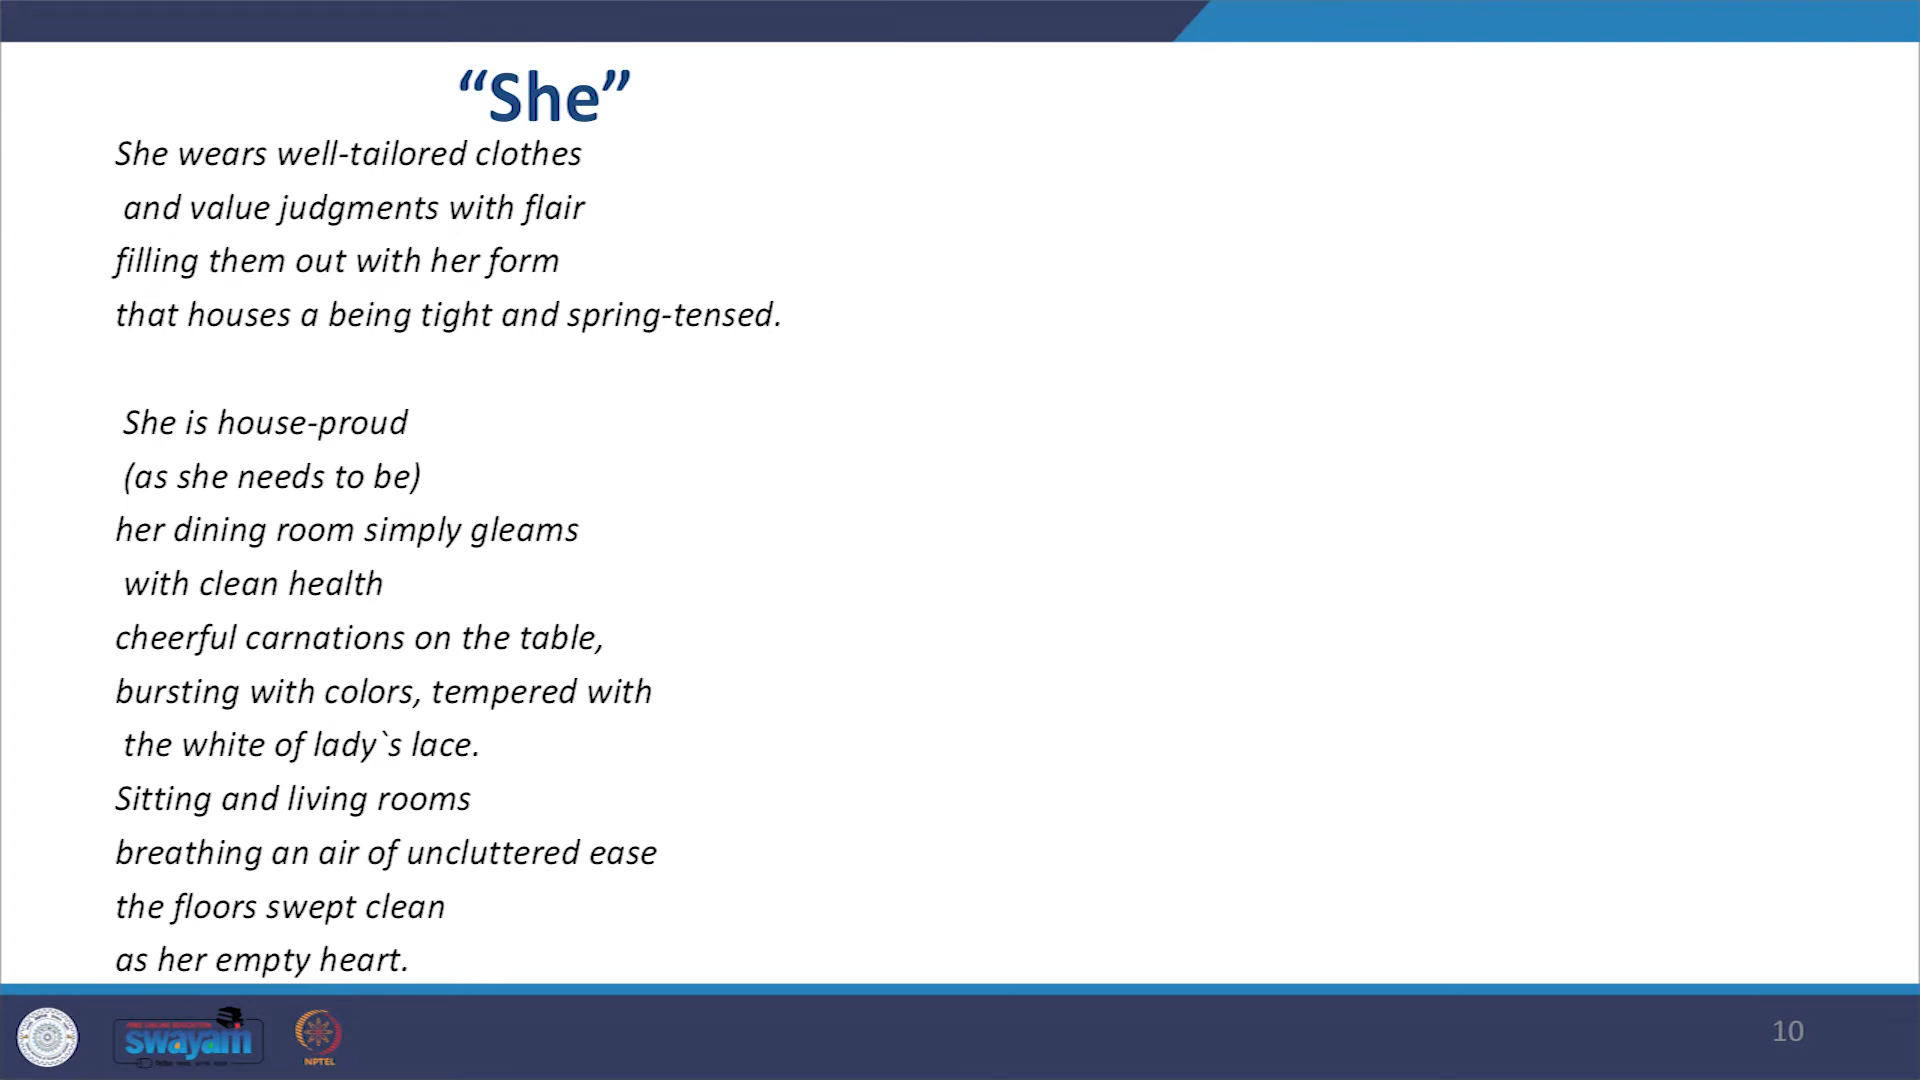 “She”
She wears well-tailored clothes
and value judgments with flair
filling them out with her form
that houses a being tight and spring-tensed.
She is house-proud
(as she needs to be)
her dining room simply gleams
with clean health
cheerful carnations on the table,
bursting with colors, tempered with
the white of lady`s lace.
Sitting and living rooms
breathing an air of uncluttered ease
the floors swept clean
as her empty heart.
swayam
NPTEL
10